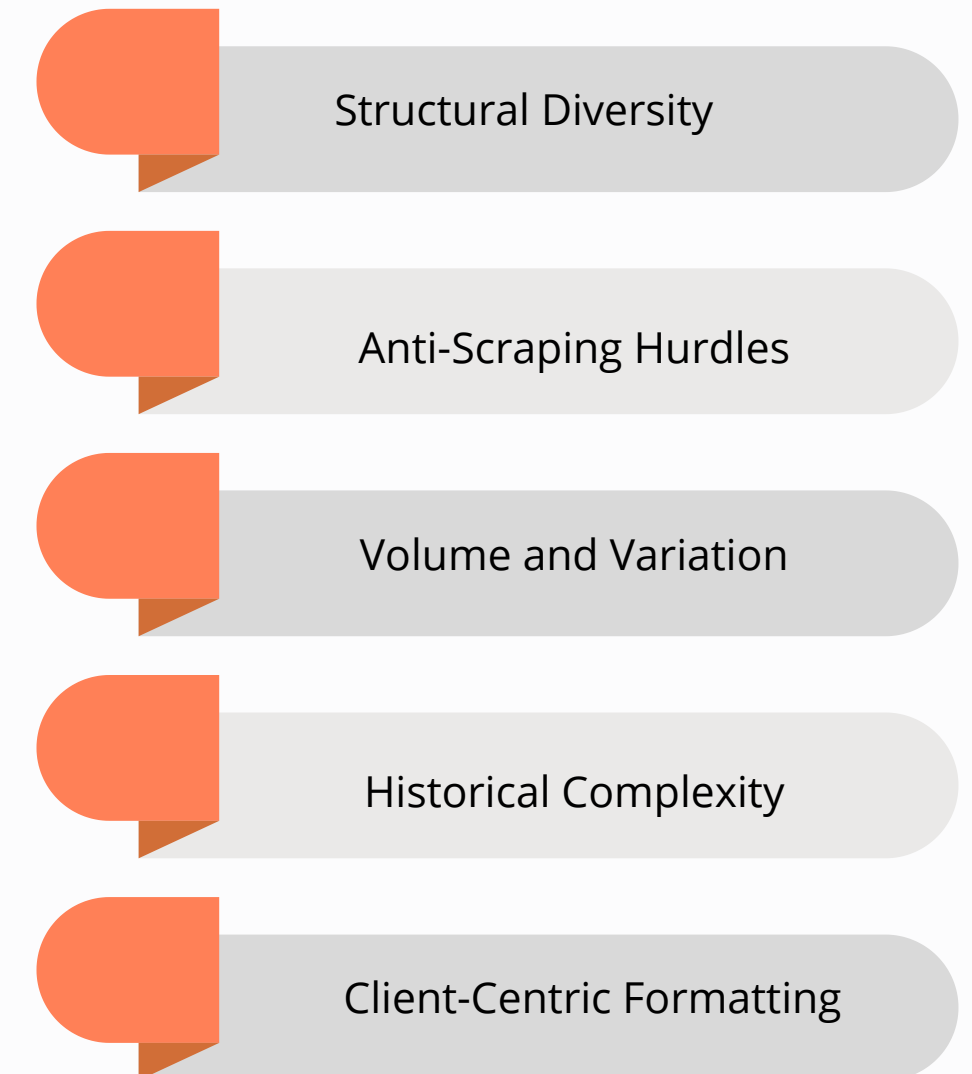 Structural Diversity
Anti-Scraping Hurdles
Volume and Variation
Historical Complexity
Client-Centric Formatting